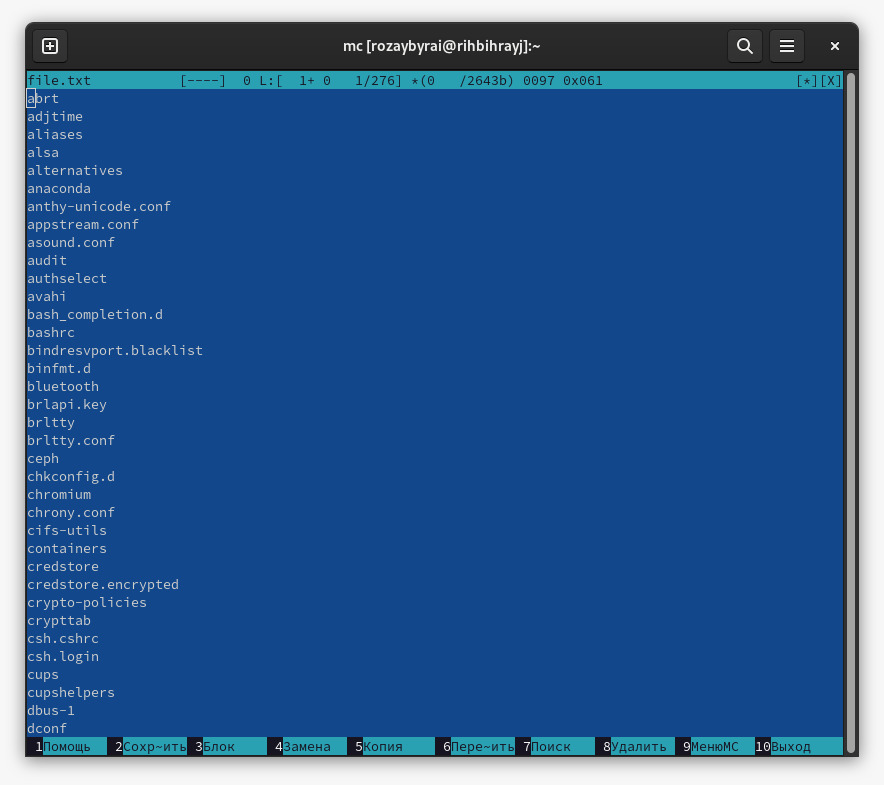 mc [rozaybyrai@rihbihrayj]:~
file.txt [----] 0 L:[ 1+ 0 1/276] *(0 /2643b) 0097 0x061 [*][X]
abrt
adjtime
aliases
alsa
alternatives
anaconda
anthy-unicode.conf
appstream.conf
asound.conf
audit
authselect
avahi
bash_completion.d
bashrc
bindresvport.blacklist
binfmt.d
bluetooth
brlapi.key
brltty
brltty.conf
ceph
chkconfig.d
chromium
chrony.conf
cifs-utils
containers
credstore
credstore.encrypted
crypto-policies
crypttab
csh.cshrc
csh.login
cups
cupshelpers
dbus-1
dconf
1Помощь 2Сохр~ить 3Блок 4Замена 5Копия 6Пере~ить 7Поиск 8Удалить 9МенюМС 10Выход